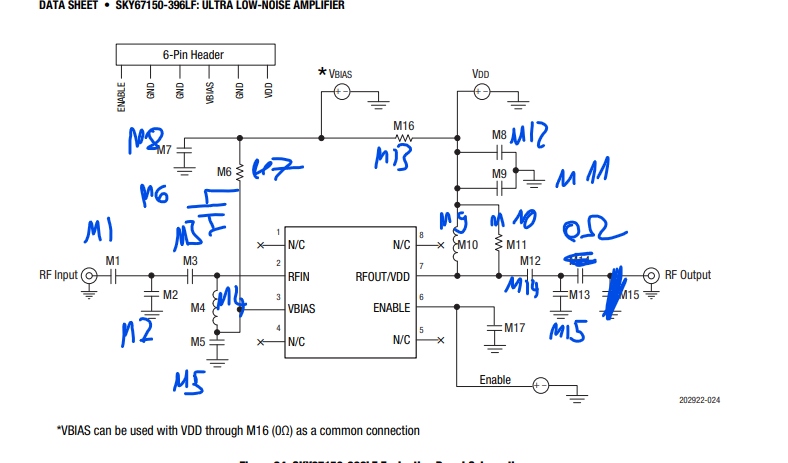 DATA SHEET • SKY67150-396LF: ULTRA LOW-NOISE AMPLIFIER
6-Pin Header
ENABLE GND GND VBIAS GND VDD
* VBIAS
VDD
M8 M7
M16
M13
M8 M12
M6 M7
M9 M11
M6
M1 M3 M9 M10 0Ω
1 N/C N/C 8 M10 M11
M1 M3 M12
RF Input 2 RFIN RFOUT/VDD 7 RF Output
M2 M4 M4 3 VBIAS ENABLE 6 M14 M13 M15
M2 M5 4 N/C N/C 5 M17 M15
M5
Enable
202922-024
*VBIAS can be used with VDD through M16 (0Ω) as a common connection